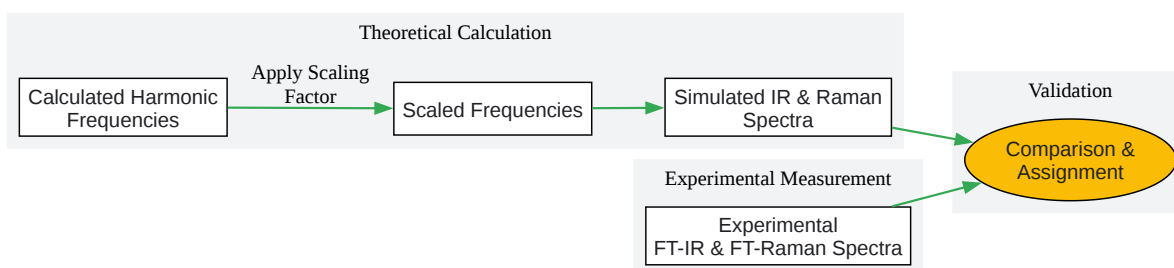 Theoretical Calculation
Calculated Harmonic
Frequencies
Apply Scaling
Factor
Scaled Frequencies
Simulated IR & Raman
Spectra
Experimental Measurement
Experimental
FT-IR & FT-Raman Spectra
Validation
Comparison &
Assignment